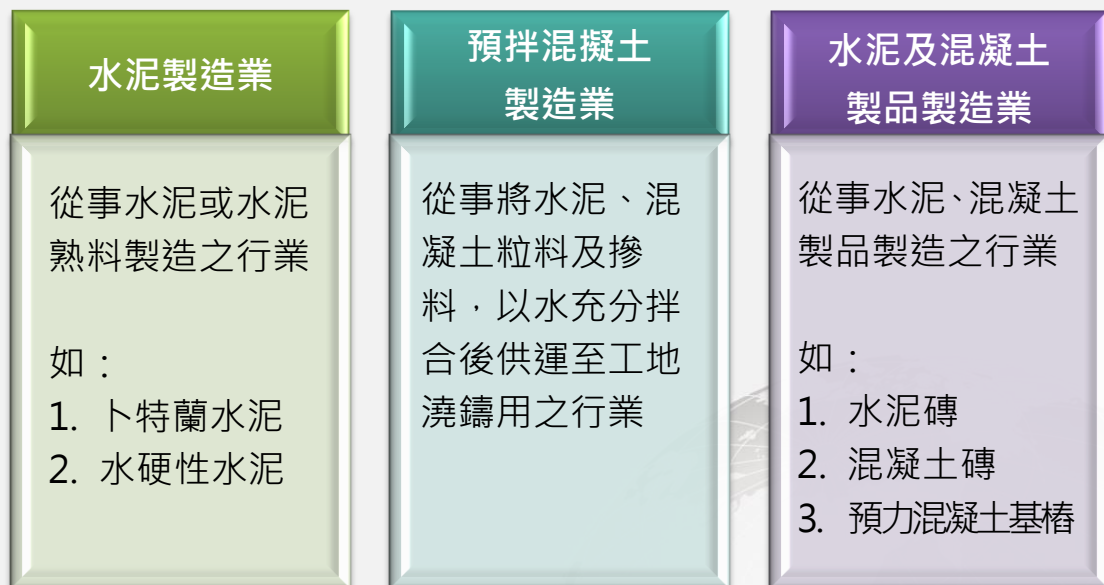 水泥製造業
從事水泥或水泥
熟料製造之行業
如：
1. 卜特蘭水泥
2. 水硬性水泥
預拌混擬土
製造業
從事將水泥、混
凝土粒料及摻
料，以水充分拌
合後供運至工地
澆鑄用之行業
水泥及混凝土
製品製造業
從事水泥、混凝土
製品製造之行業
如：
1. 水泥磚
2. 混凝土磚
3. 預力混凝土基樁